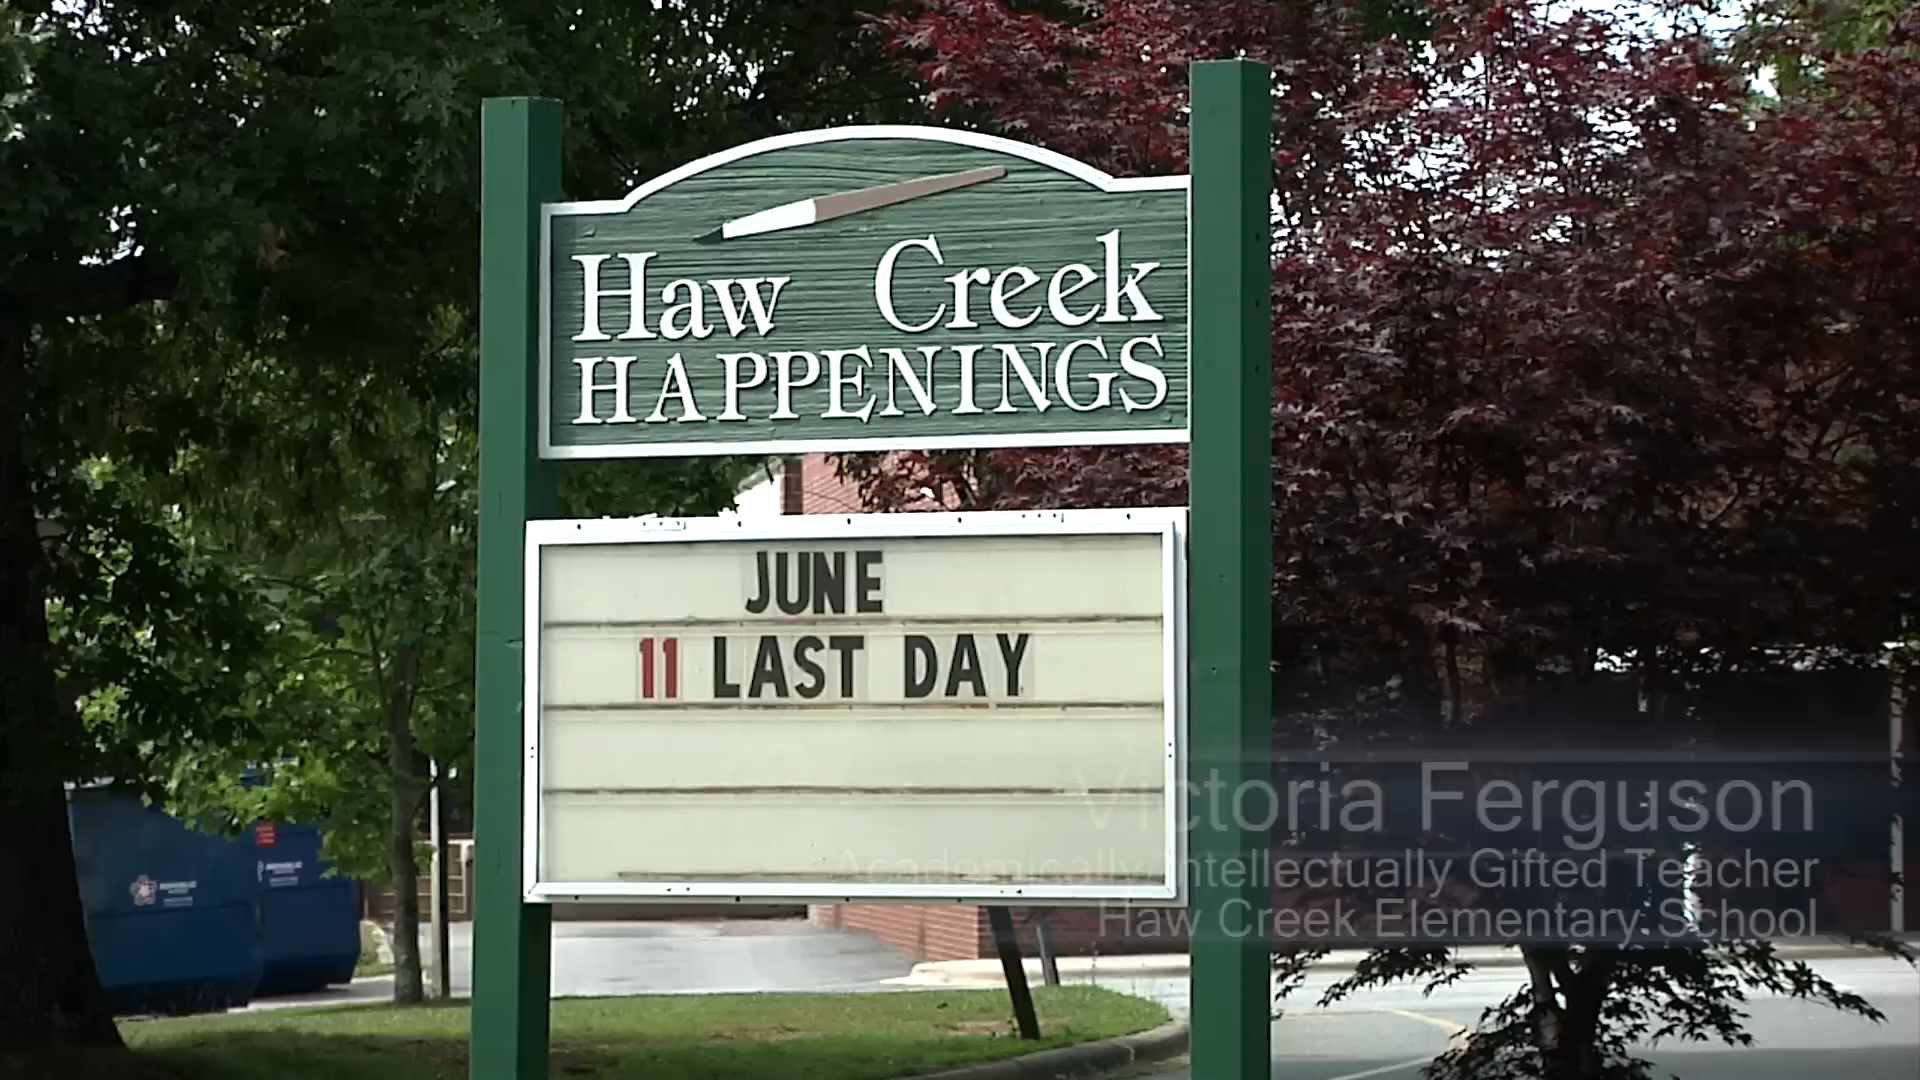 Haw Creek
HAPPENINGS
JUNE
11 LAST DAY
Victoria Ferguson
Academically Intellectually Gifted Teacher
Haw Creek Elementary School